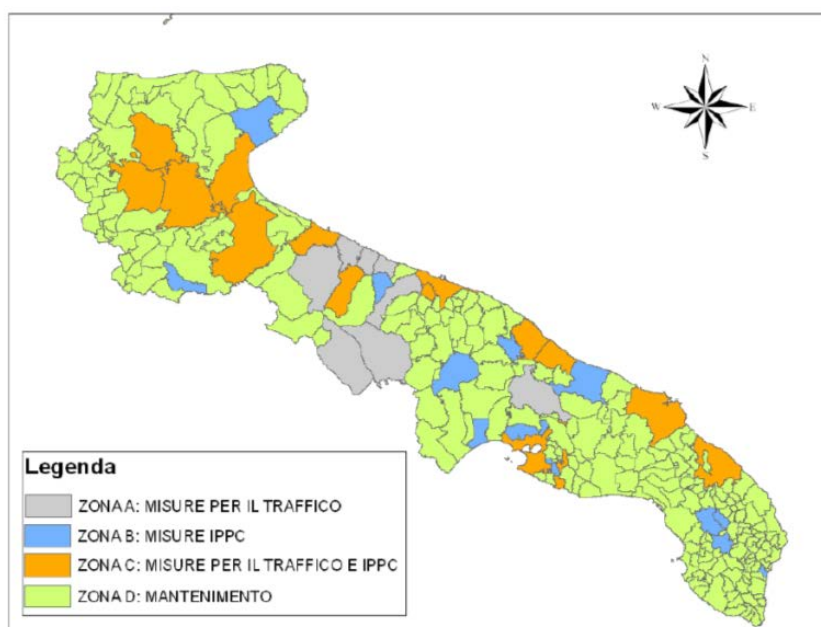 N
W E
S
Legenda
ZONA A: MISURE PER IL TRAFFICO
ZONA B: MISURE IPPC
ZONA C: MISURE PER IL TRAFFICO E IPPC
ZONA D: MANTENIMENTO